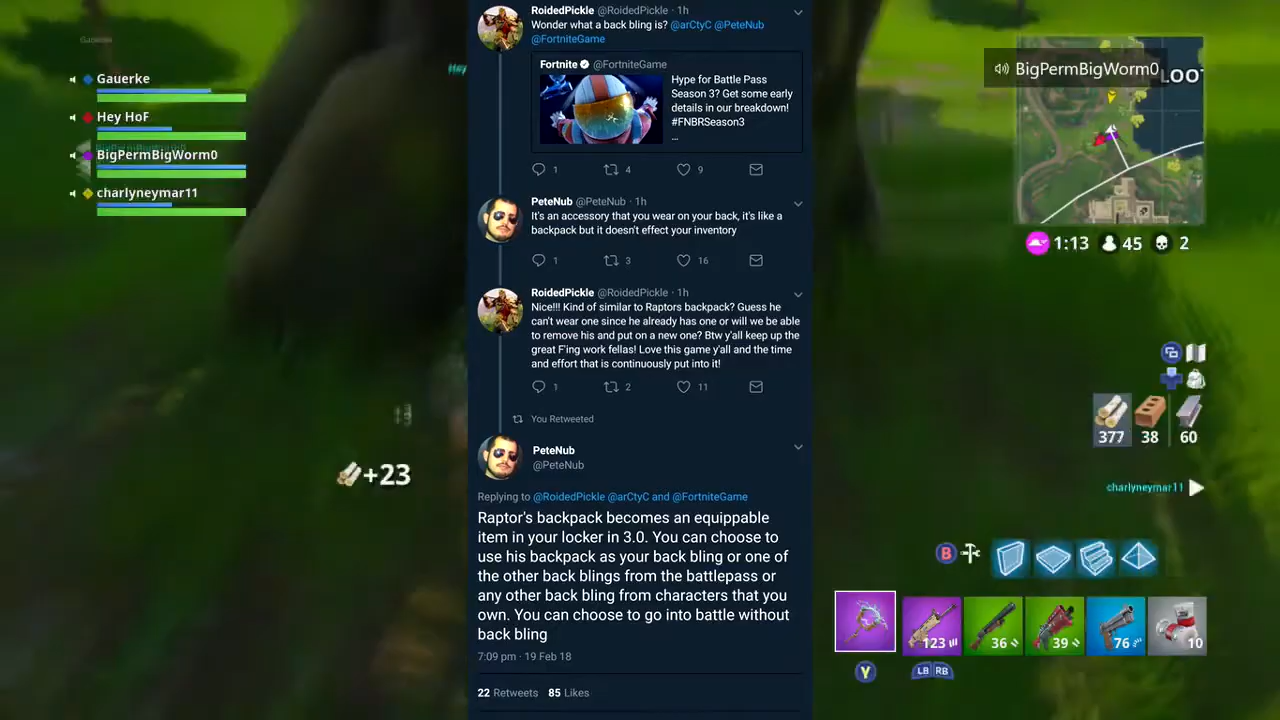 Gauerke
Hey HoF
BigPermBigWorm0
charlyneymar11
+23
RoidedPickle @RoidedPickle · 1h
Wonder what a back bling is? @arCtyC @PeteNub
@FortniteGame
Fortnite @FortniteGame
Hype for Battle Pass
Season 3? Get some early
details in our breakdown!
#FNBRSeason3
...
1 4 9
PeteNub @PeteNub · 1h
It's an accessory that you wear on your back, it's like a
backpack but it doesn't effect your inventory
1 3 16
RoidedPickle @RoidedPickle · 1h
Nice!!! Kind of similar to Raptors backpack? Guess he
can't wear one since he already has one or will we be able
to remove his and put on a new one? Btw y'all keep up the
great F'ing work fellas! Love this game y'all and the time
and effort that is continuously put into it!
1 2 11
You Retweeted
PeteNub
@PeteNub
Replying to @RoidedPickle @arCtyC and @FortniteGame
Raptor's backpack becomes an equippable
item in your locker in 3.0. You can choose to
use his backpack as your back bling or one of
the other back blings from the battlepass or
any other back bling from characters that you
own. You can choose to go into battle without
back bling
7:09 pm · 19 Feb 18
22 Retweets 85 Likes
BigPermBigWorm0
LOOT
1:13 45 2
377 38 60
charlyneymar11
B
123 36 39 76 10
Y LB RB